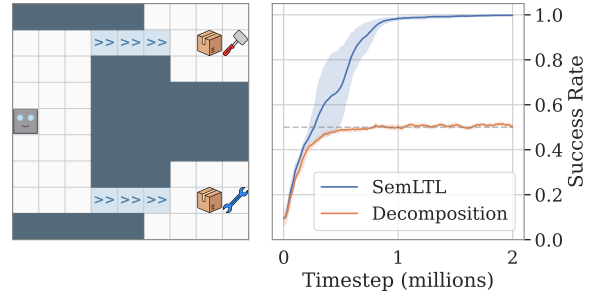 >> >> >>
>> >> >>
1.0
0.8
0.6
0.4
0.2
0.0
Success Rate
SemLTL
Decomposition
0 1 2
Timestep (millions)